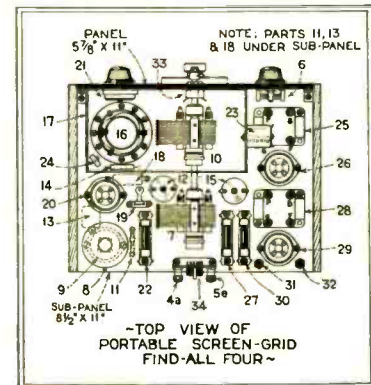 PANEL
5 7/8" X 11"
NOTE; PARTS 11, 13
& 18 UNDER SUB-PANEL
21
33
6
17
16
23
25
24
10
26
14
18
12
15
20
19
28
13
7
29
9
8
11
22
4a
34
5e
27
30
31
32
SUB-PANEL
8 1/2" X 11"
~TOP VIEW OF
PORTABLE SCREEN-GRID
FIND-ALL FOUR~